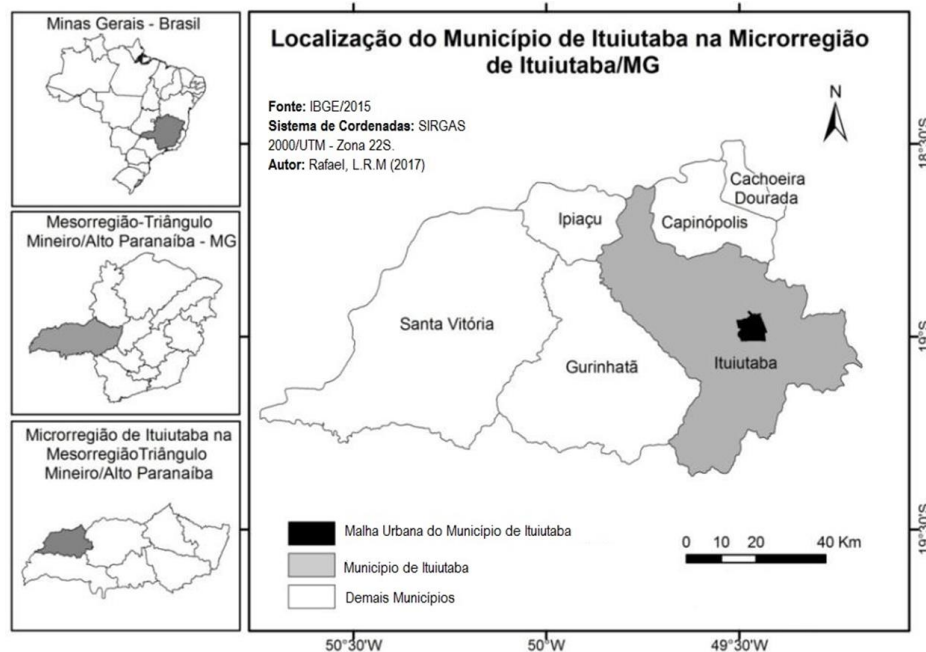 Minas Gerais - Brasil
Mesorregião-Triângulo
Mineiro/Alto Paranaíba - MG
Microrregião de Ituiutaba na
MesorregiãoTriângulo
Mineiro/Alto Paranaíba
Localização do Município de Ituiutaba na Microrregião
de Ituiutaba/MG
Fonte: IBGE/2015
Sistema de Cordenadas: SIRGAS
2000/UTM - Zona 22S.
Autor: Rafael, L.R.M (2017)
N
Cachoeira
Dourada
Ipiaçu
Capinópolis
Santa Vitória
Gurinhatã
Ituiutaba
Malha Urbana do Município de Ituiutaba
Município de Ituiutaba
Demais Municípios
0 10 20 40 Km
18°30'S
19°S
19°30'S
50°30'W
50°W
49°30'W